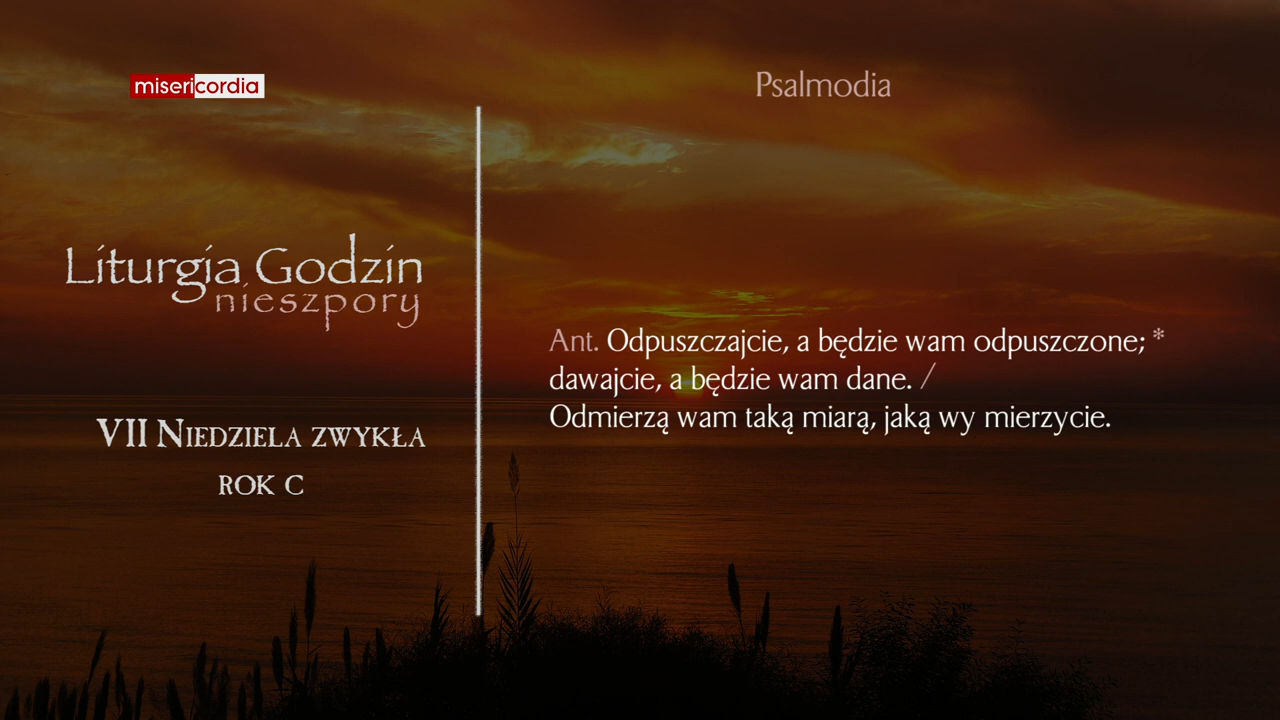 misericordia
Psalmodia
Liturgia Godzin
nieszpory
VII Niedziela zwykła
rok C
Ant. Odpuszczajcie, a będzie wam odpuszczone; *
dawajcie, a będzie wam dane. /
Odmierzą wam taką miarą, jaką wy mierzycie.